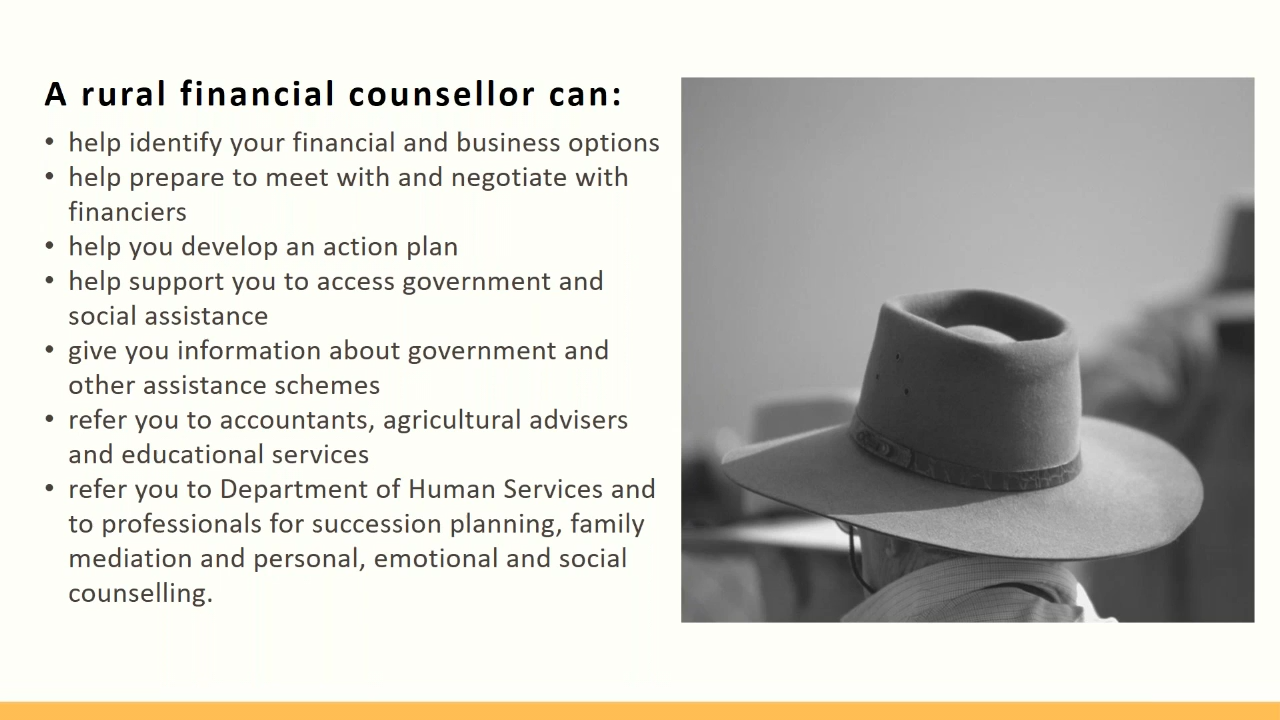 A rural financial counsellor can:
• help identify your financial and business options
• help prepare to meet with and negotiate with
financiers
• help you develop an action plan
• help support you to access government and
social assistance
• give you information about government and
other assistance schemes
• refer you to accountants, agricultural advisers
and educational services
• refer you to Department of Human Services and
to professionals for succession planning, family
mediation and personal, emotional and social
counselling.